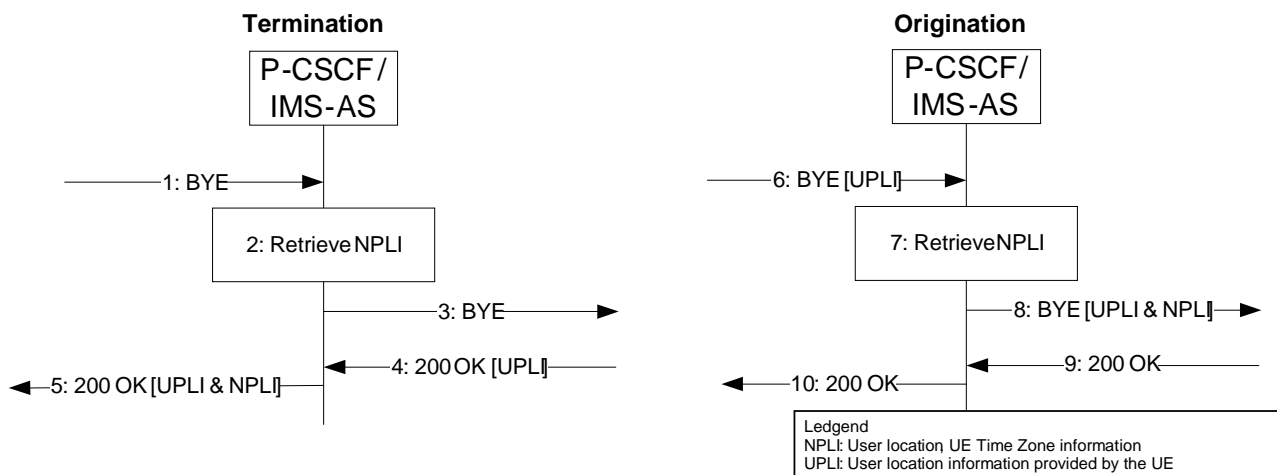 Termination
P-CSCF/
IMS-AS
1: BYE
2: Retrieve NPLI
3: BYE
4: 200 OK [UPLI]
5: 200 OK [UPLI & NPLI]
Origination
P-CSCF/
IMS-AS
6: BYE [UPLI]
7: Retrieve NPLI
8: BYE [UPLI & NPLI]
9: 200 OK
10: 200 OK
Ledgend
NPLI: User location, UE Time Zone information
UPLI: User location information provided by the UE